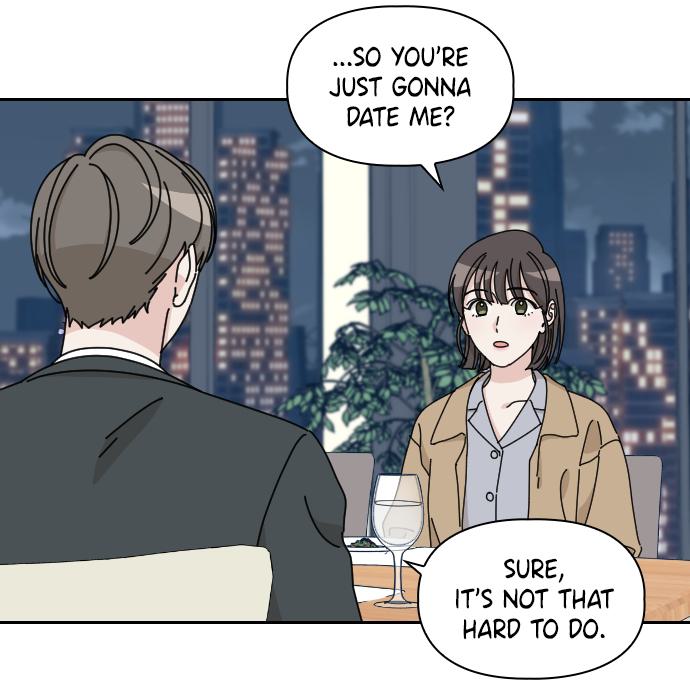 ...SO YOU'RE
JUST GONNA
DATE ME?
SURE,
IT'S NOT THAT
HARD TO DO.